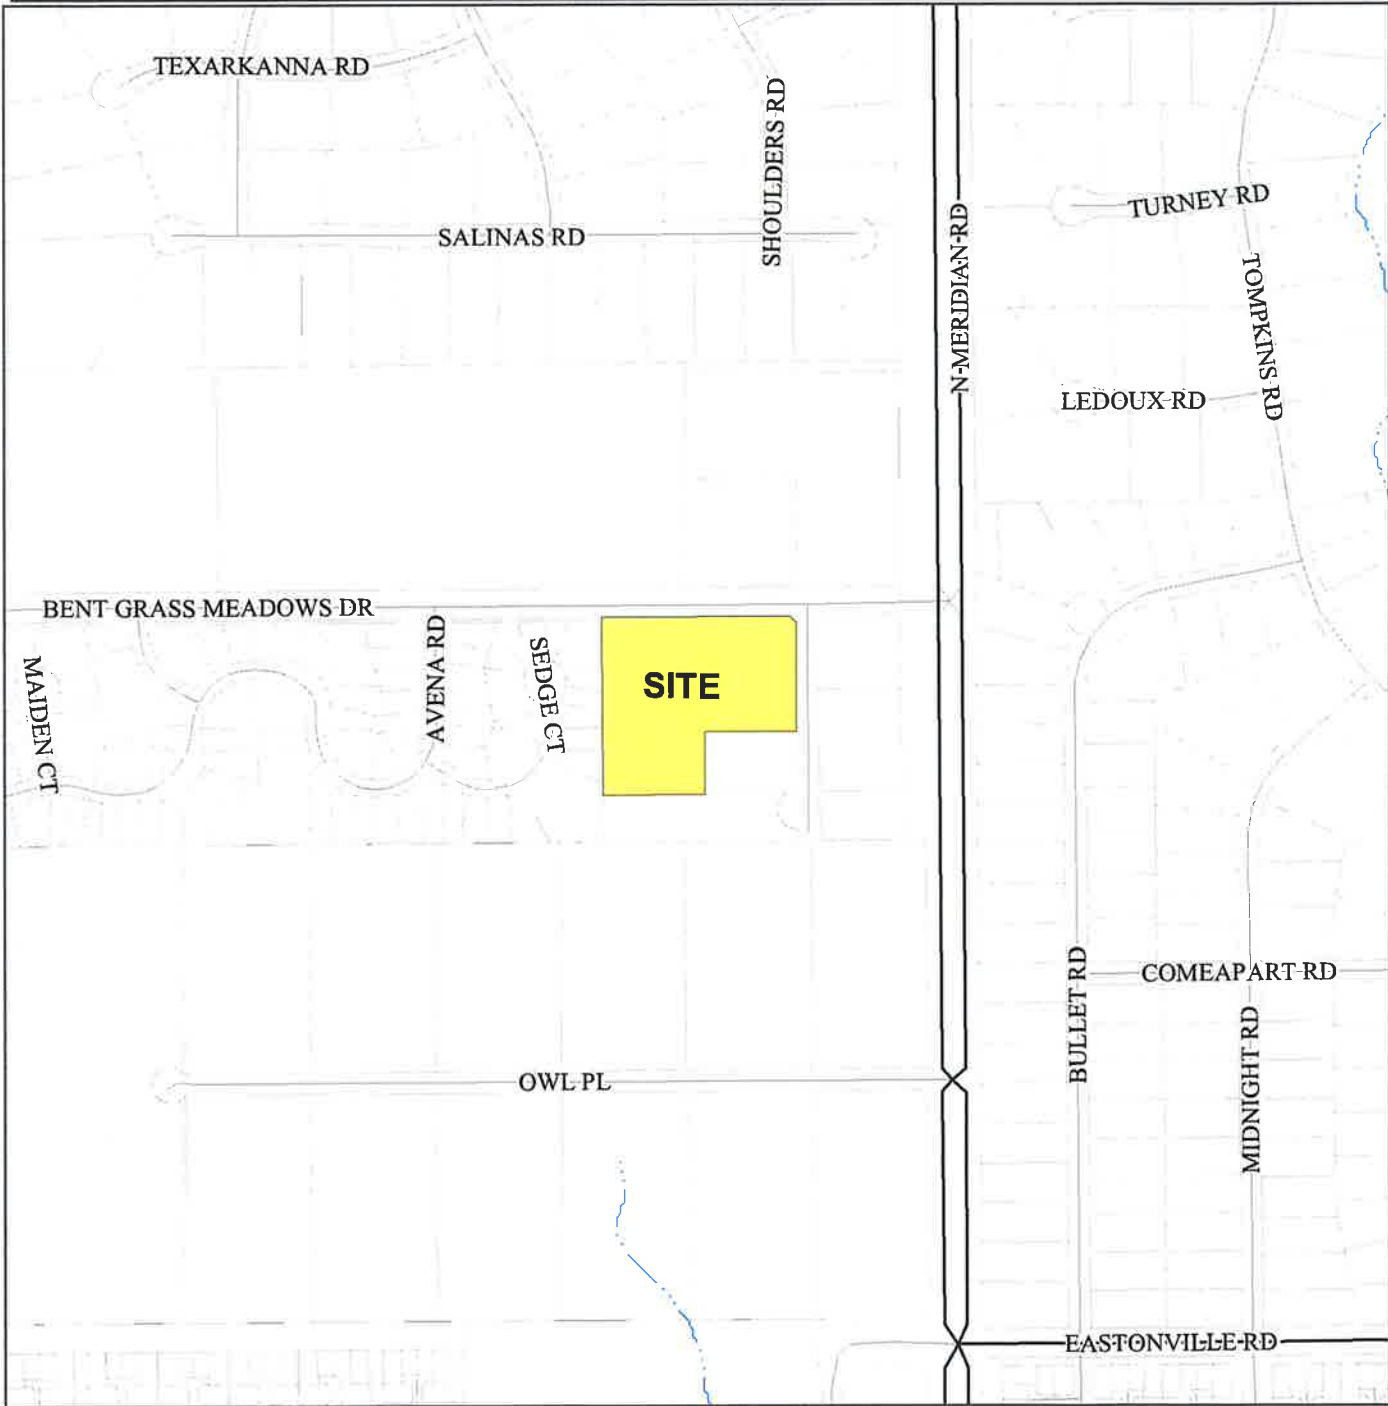 TEXARKANNA RD
SHOULDERS RD
TURNEY RD
SALINAS RD
N MERIDIAN RD
TOMPKINS RD
LEDOUX RD
BENT GRASS MEADOWS DR
MAIDEN CT
AVENA RD
SEDGE CT
SITE
BULLET RD
COMEAPART RD
MIDNIGHT RD
OWL PL
EASTONVILLE RD